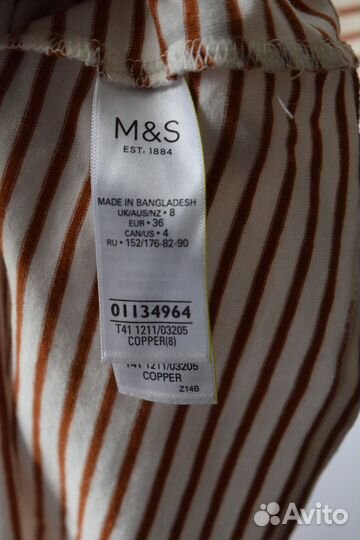 M&S
EST. 1884
MADE IN BANGLADESH
UK/AUS/NZ • 8
EUR • 36
CAN/US • 4
RU • 152/176-82-90
01134964
T41 1211/03205
COPPER(8)
T41 1211/03205
COPPER
Z14B
Avito